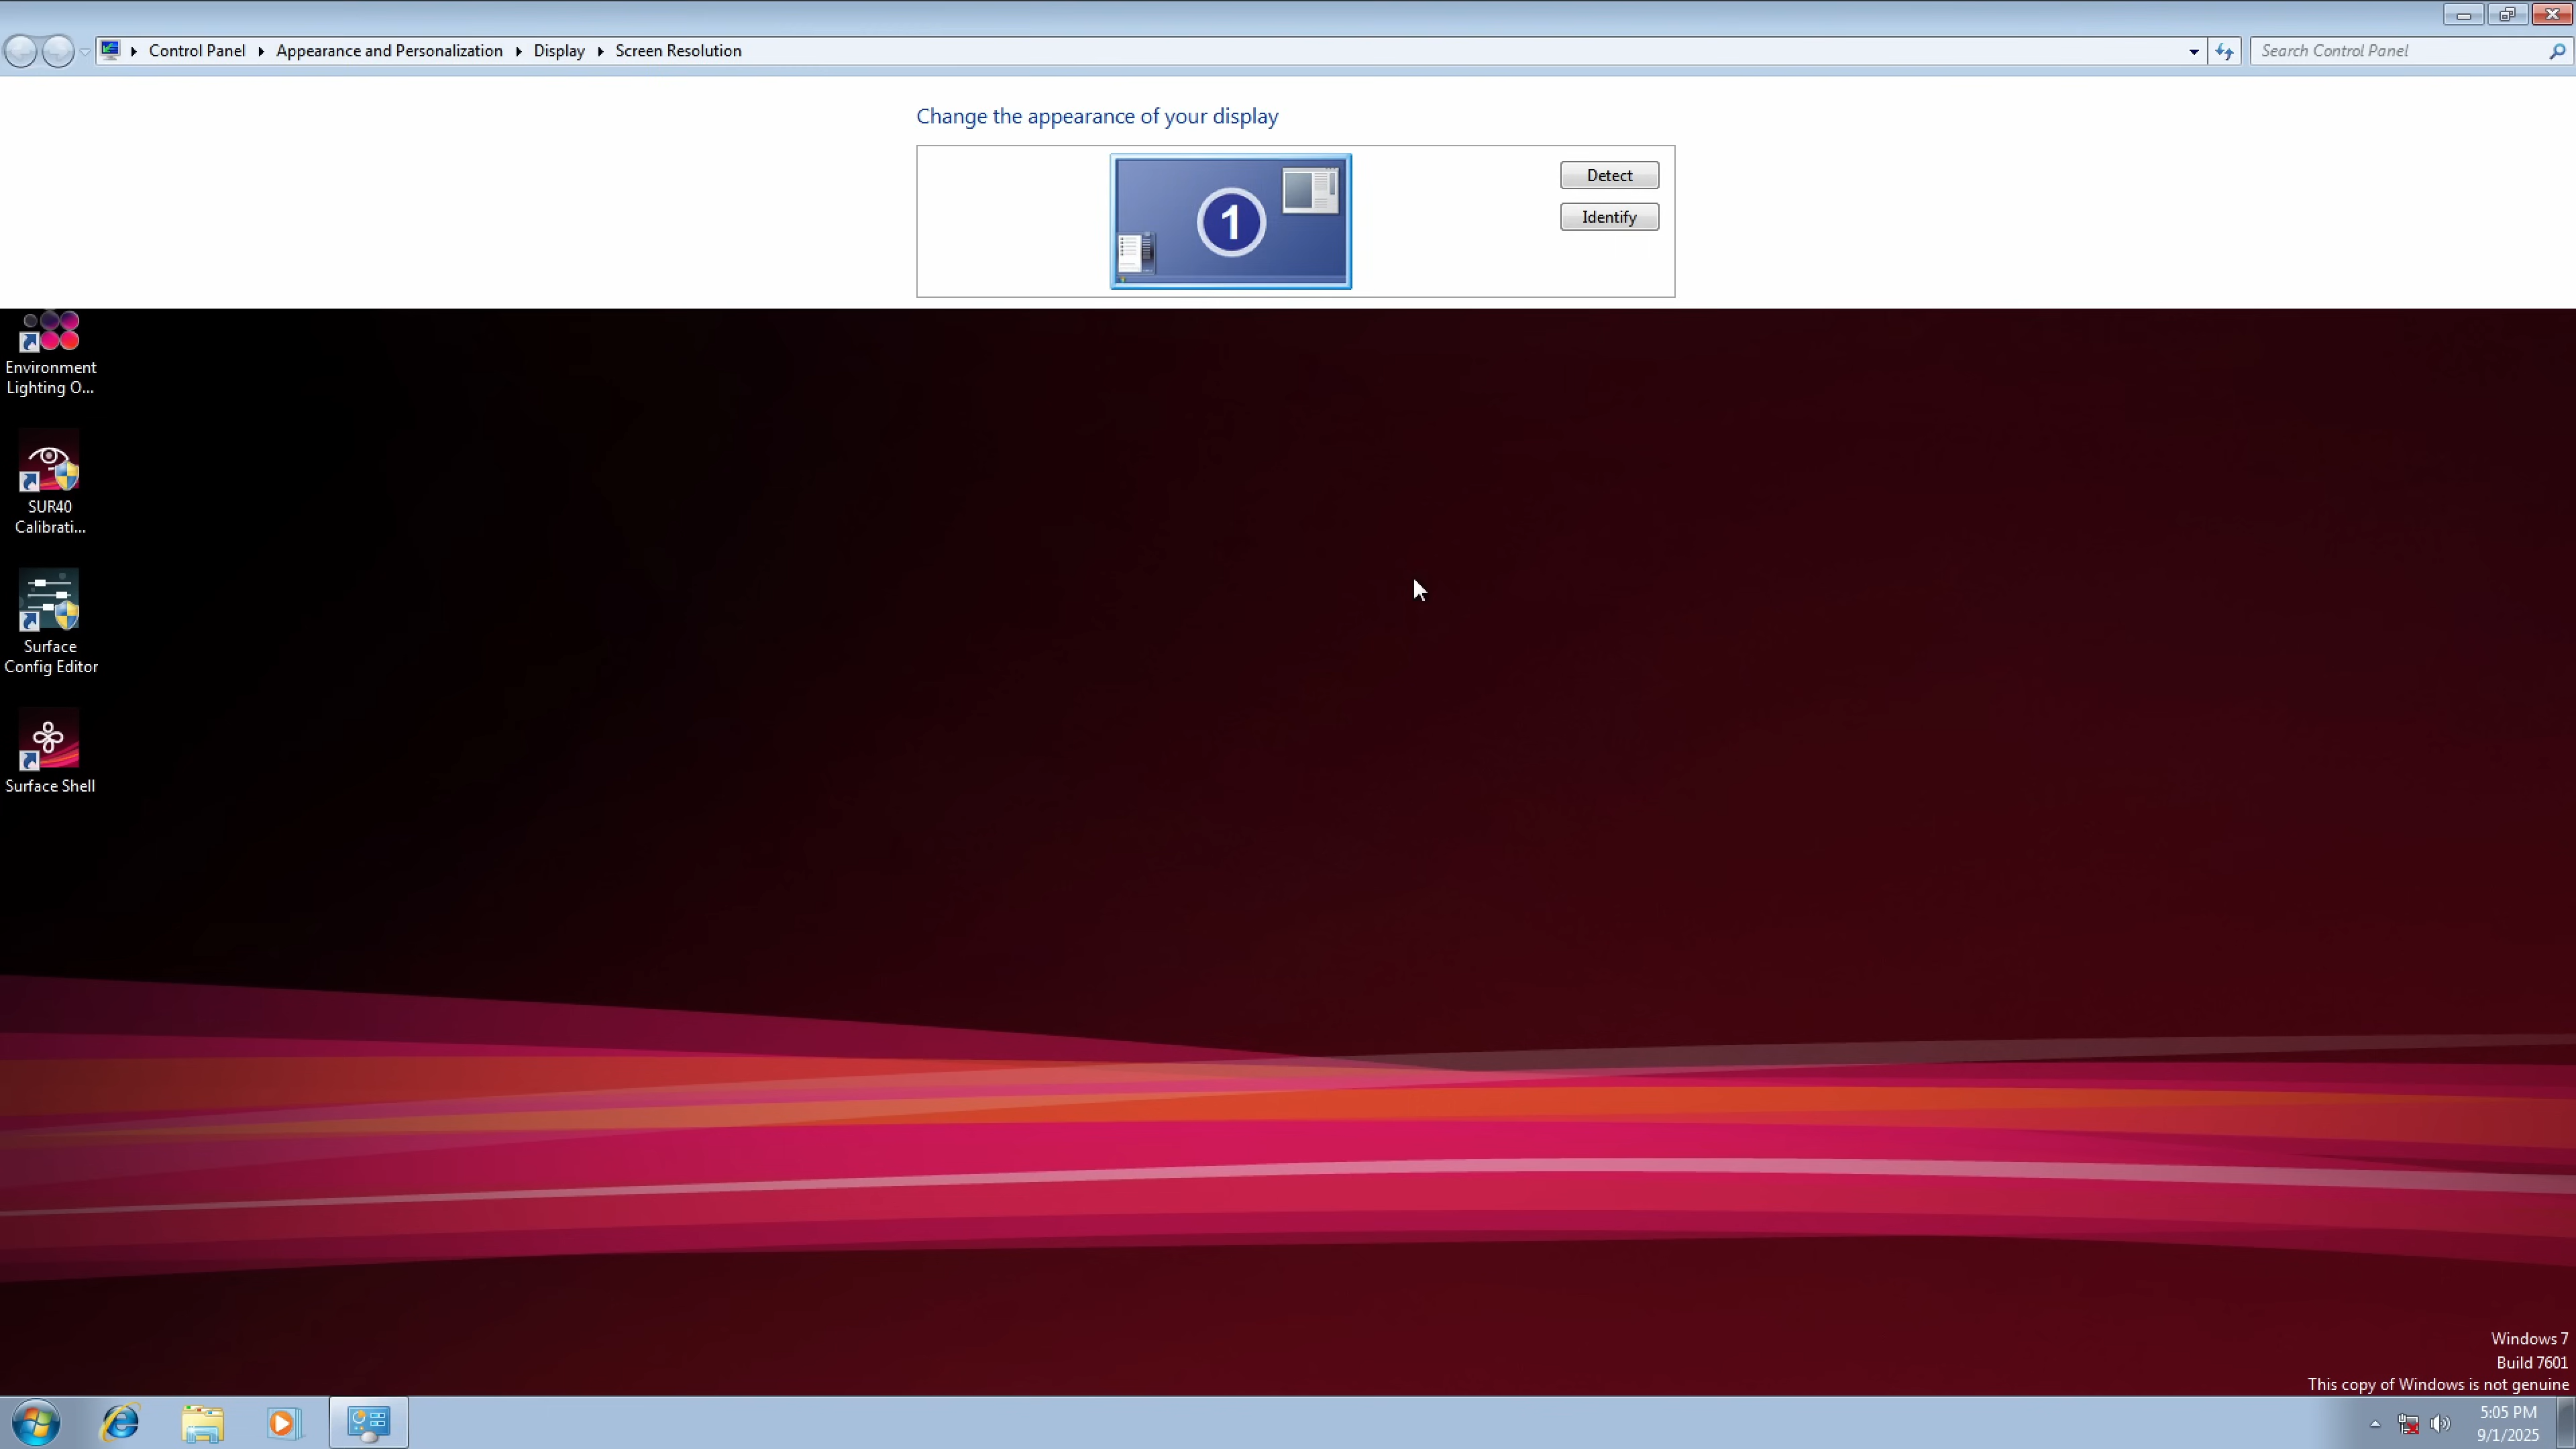 Control Panel
Appearance and Personalization
Display
Screen Resolution
Search Control Panel
Change the appearance of your display
1
Detect
Identify
Environment
Lighting O...
SUR40
Calibrati...
Surface
Config Editor
Surface Shell
Windows 7
Build 7601
This copy of Windows is not genuine
5:05 PM
9/1/2025